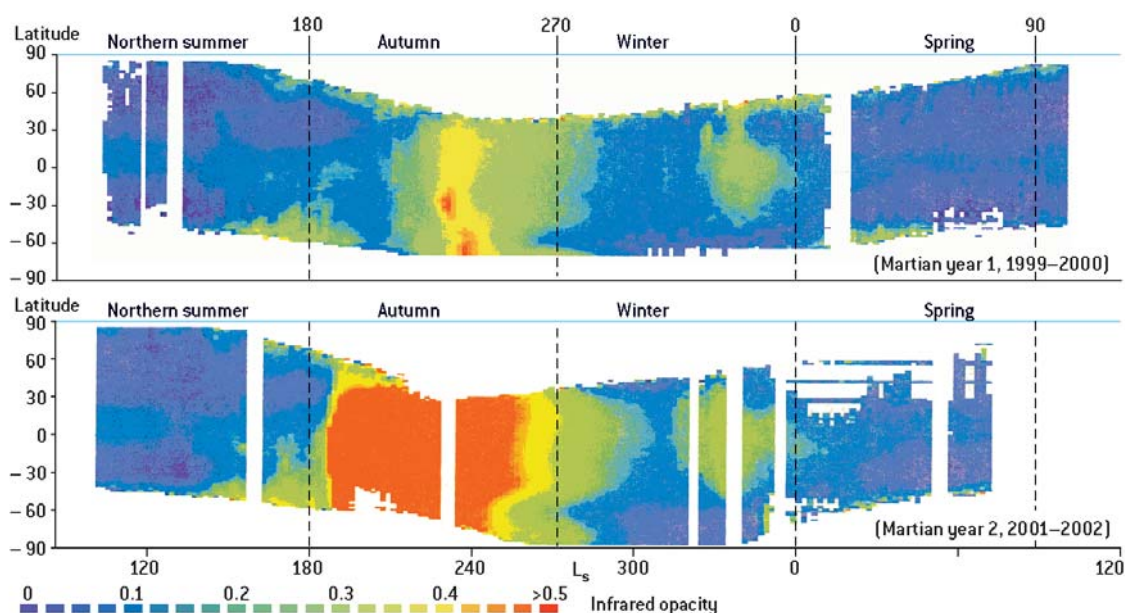 180 270 0 90
Latitude Northern summer Autumn Winter Spring
90
60
30
0
– 30
– 60
– 90
(Martian year 1, 1999–2000)
Latitude Northern summer Autumn Winter Spring
90
60
30
0
– 30
– 60
– 90
(Martian year 2, 2001–2002)
120 180 240 Ls 300 0 60 120
0 0.1 0.2 0.3 0.4 >0.5 Infrared opacity